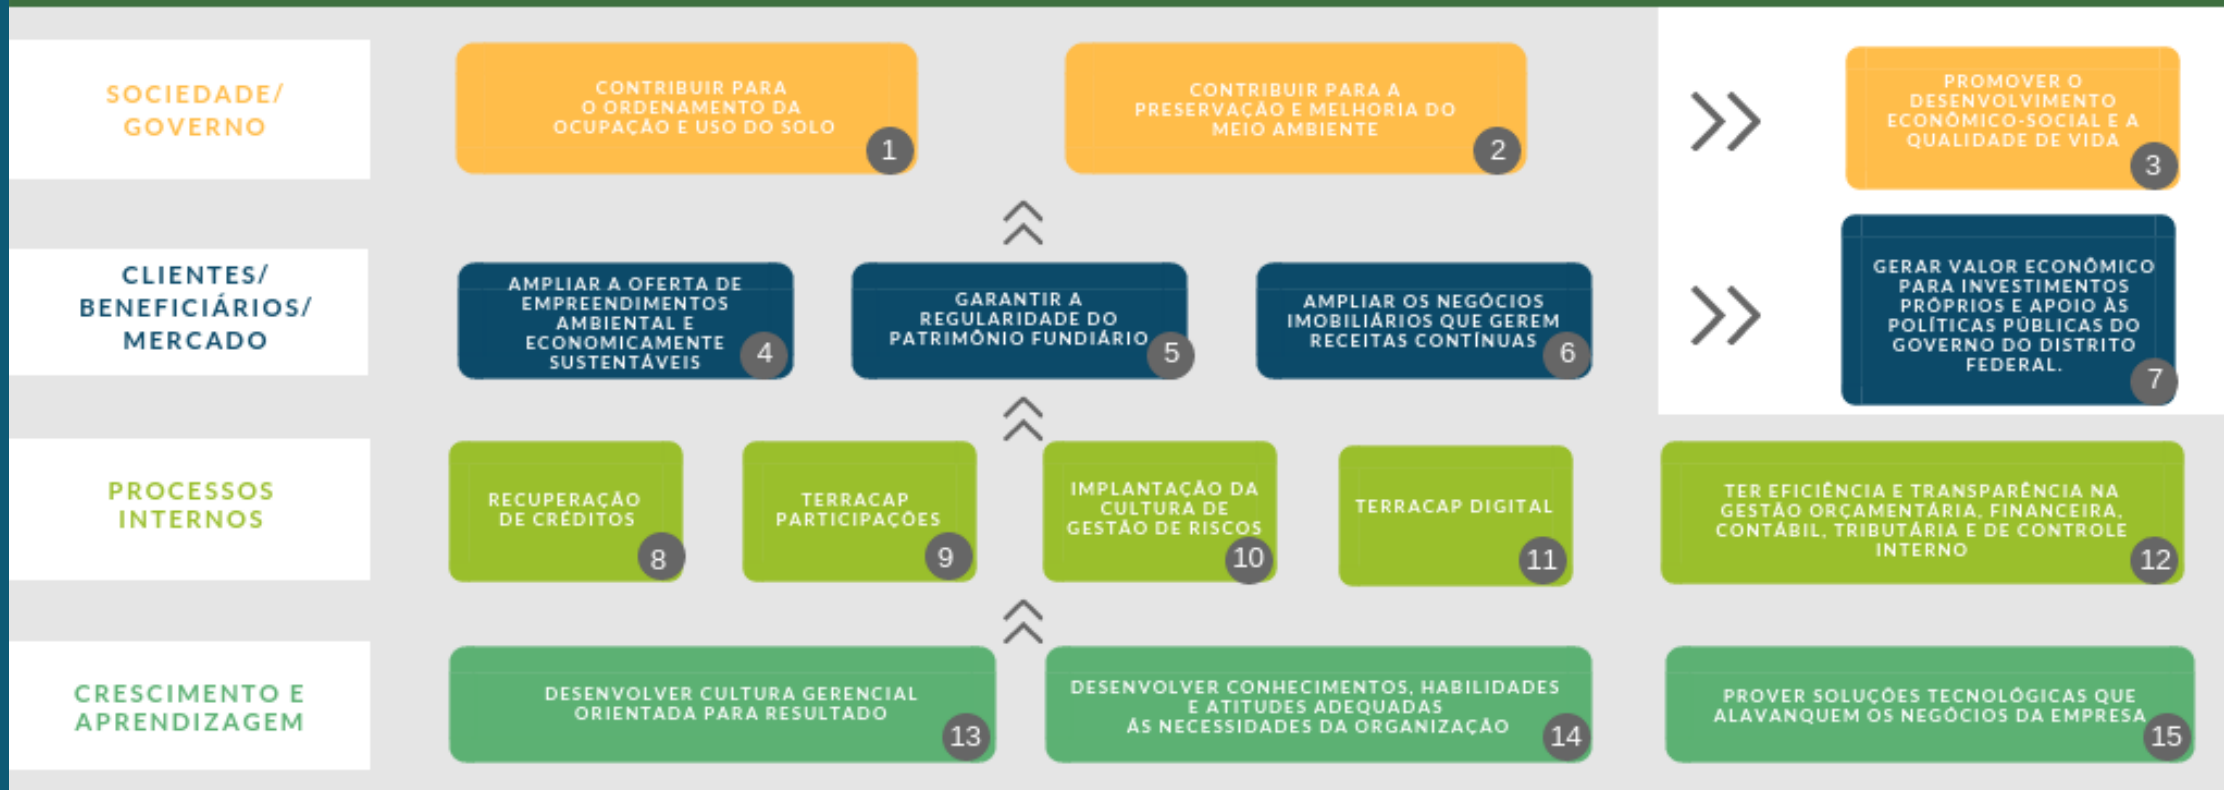 SOCIEDADE/
GOVERNO
CONTRIBUIR PARA
O ORDENAMENTO DA
OCUPAÇÃO E USO DO SOLO
1
CONTRIBUIR PARA A
PRESERVAÇÃO E MELHORIA DO
MEIO AMBIENTE
2
PROMOVER O
DESENVOLVIMENTO
ECONÔMICO-SOCIAL E A
QUALIDADE DE VIDA
3
CLIENTES/
BENEFICIÁRIOS/
MERCADO
AMPLIAR A OFERTA DE
EMPREENDIMENTOS
AMBIENTAL E
ECONOMICAMENTE
SUSTENTÁVEIS
4
GARANTIR A
REGULARIDADE DO
PATRIMÔNIO FUNDIÁRIO
5
AMPLIAR OS NEGÓCIOS
IMOBILIÁRIOS QUE GEREM
RECEITAS CONTÍNUAS
6
GERAR VALOR ECONÔMICO
PARA INVESTIMENTOS
PRÓPRIOS E APOIO ÀS
POLÍTICAS PÚBLICAS DO
GOVERNO DO DISTRITO
FEDERAL.
7
PROCESSOS
INTERNOS
RECUPERAÇÃO
DE CRÉDITOS
8
TERRACAP
PARTICIPAÇÕES
9
IMPLANTAÇÃO DA
CULTURA DE
GESTÃO DE RISCOS
10
TERRACAP DIGITAL
11
TER EFICIÊNCIA E TRANSPARÊNCIA NA
GESTÃO ORÇAMENTÁRIA, FINANCEIRA,
CONTÁBIL, TRIBUTÁRIA E DE CONTROLE
INTERNO
12
CRESCIMENTO E
APRENDIZAGEM
DESENVOLVER CULTURA GERENCIAL
ORIENTADA PARA RESULTADO
13
DESENVOLVER CONHECIMENTOS, HABILIDADES
E ATITUDES ADEQUADAS
ÁS NECESSIDADES DA ORGANIZAÇÃO
14
PROVER SOLUÇÕES TECNOLÓGICAS QUE
ALAVANQUEM OS NEGÓCIOS DA EMPRESA
15